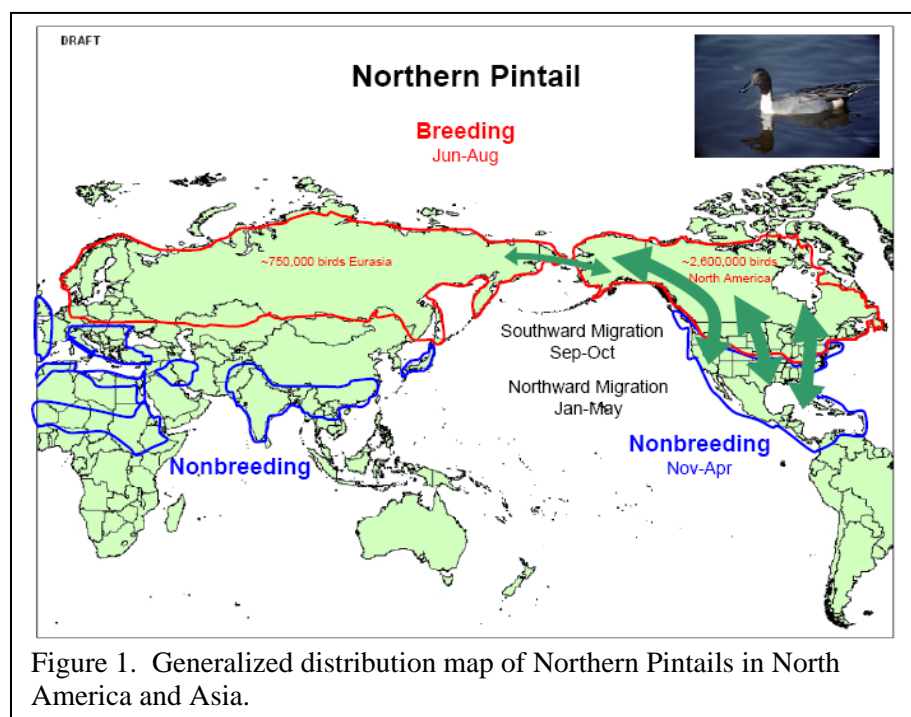 DRAFT
Northern Pintail
Breeding
Jun-Aug
~750,000 birds Eurasia
~2,600,000 birds
North America
Southward Migration
Sep-Oct
Northward Migration
Jan-May
Nonbreeding
Nonbreeding
Nov-Apr
Figure 1.  Generalized distribution map of Northern Pintails in North
America and Asia.